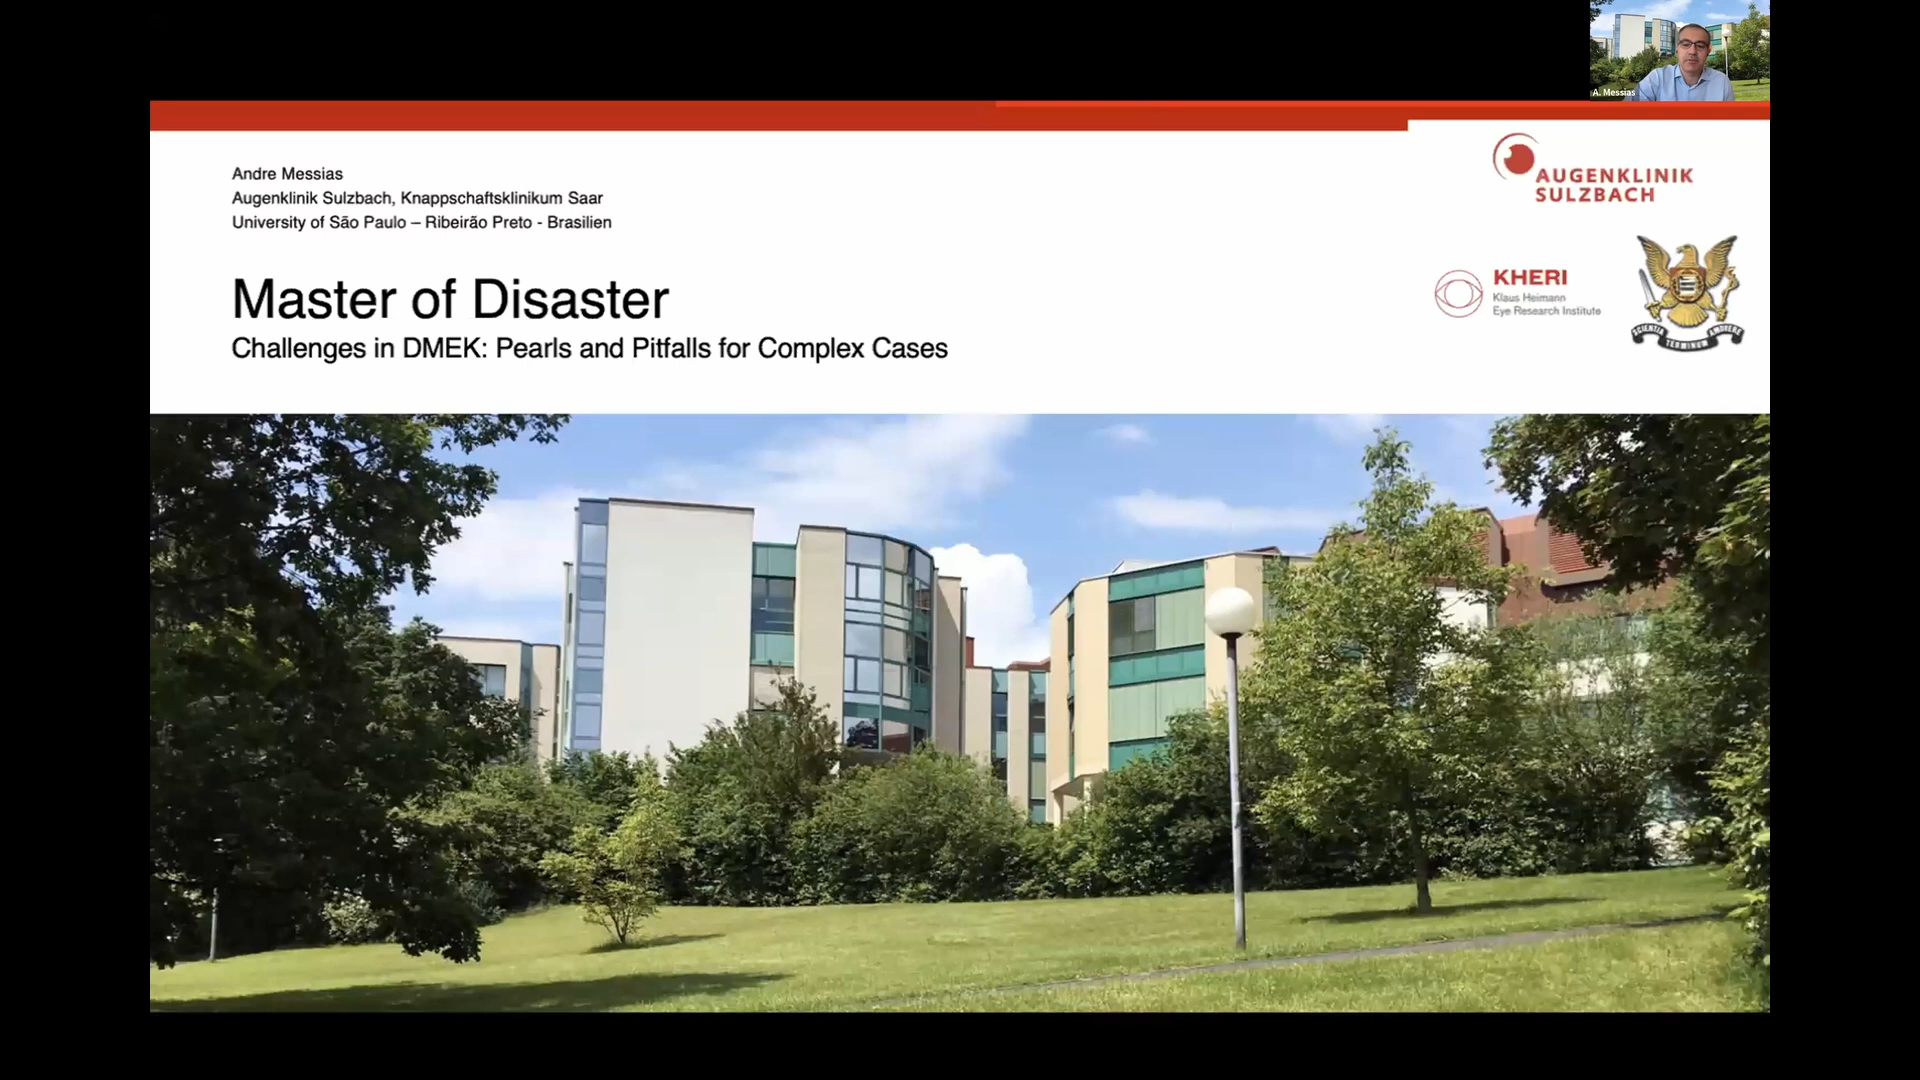 A. Messias
Andre Messias
Augenklinik Sulzbach, Knappschaftsklinikum Saar
University of São Paulo – Ribeirão Preto - Brasilien
Master of Disaster
Challenges in DMEK: Pearls and Pitfalls for Complex Cases
AUGENKLINIK
SULZBACH
KHERI
Klaus Heimann
Eye Research Institute
SCIENTIA